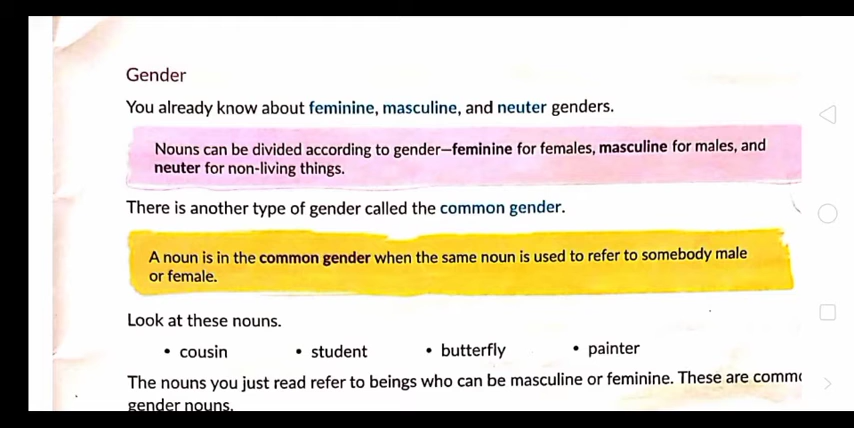 Gender
You already know about feminine, masculine, and neuter genders.
Nouns can be divided according to gender—feminine for females, masculine for males, and
neuter for non-living things.
There is another type of gender called the common gender.
A noun is in the common gender when the same noun is used to refer to somebody male
or female.
Look at these nouns.
• cousin • student • butterfly • painter
The nouns you just read refer to beings who can be masculine or feminine. These are
gender nouns.